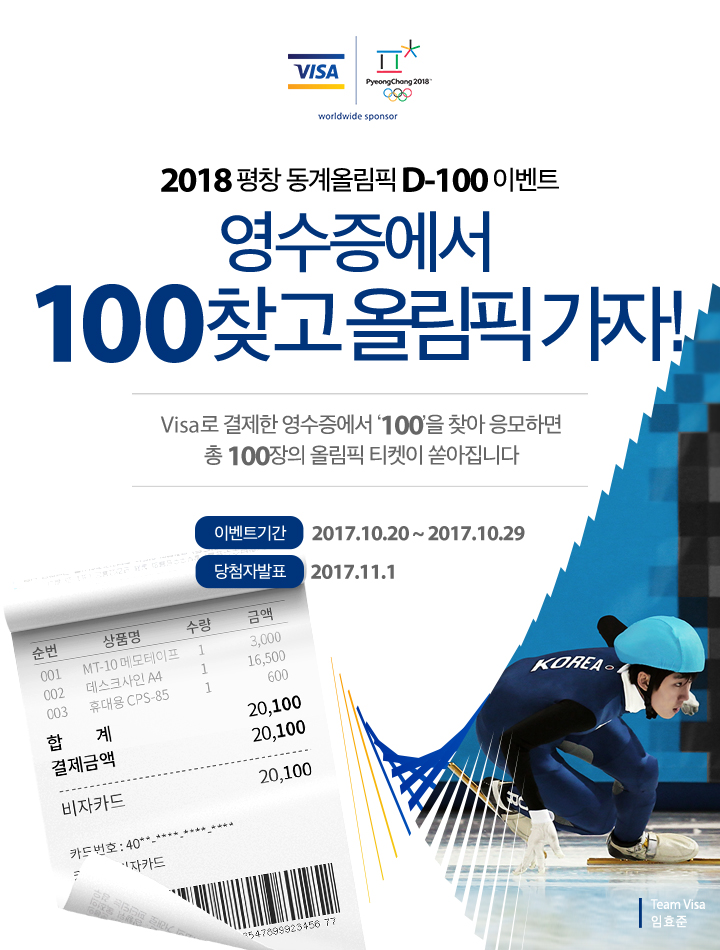 VISA
PyeongChang 2018™
worldwide sponsor
2018 평창 동계올림픽 D-100 이벤트
영수증에서
100 찾고 올림픽 가자!
Visa로 결제한 영수증에서 ‘100’을 찾아 응모하면
총 100장의 올림픽 티켓이 쏟아집니다
이벤트기간 2017.10.20 ~ 2017.10.29
당첨자발표 2017.11.1
순번 상품명 수량 금액
001 MT-10 메모테이프 1 3,000
002 데스크사인 A4 1 16,500
003 휴대용 CPS-85 1 600
합 계 20,100
결제금액 20,100
비자카드 20,100
카드번호 : 40**-****-****-****
비자카드
3547899923456 77
KOREA
Team Visa
임효준